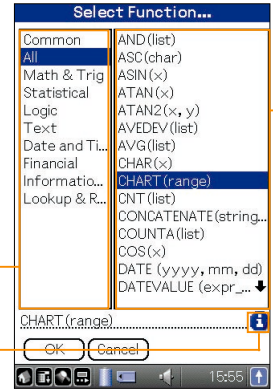 Select Function...
Common
All
Math & Trig
Statistical
Logic
Text
Date and Ti...
Financial
Informatio...
Lookup & R...
AND(list)
ASC(char)
ASIN(x)
ATAN(x)
ATAN2(x, y)
AVEDEV(list)
AVG(list)
CHAR(x)
CHART(range)
CNT(list)
CONCATENATE(string...
COUNTA(list)
COS(x)
DATE (yyyy, mm, dd)
DATEVALUE (expr_...
CHART(range)
OK Cancel
15:55